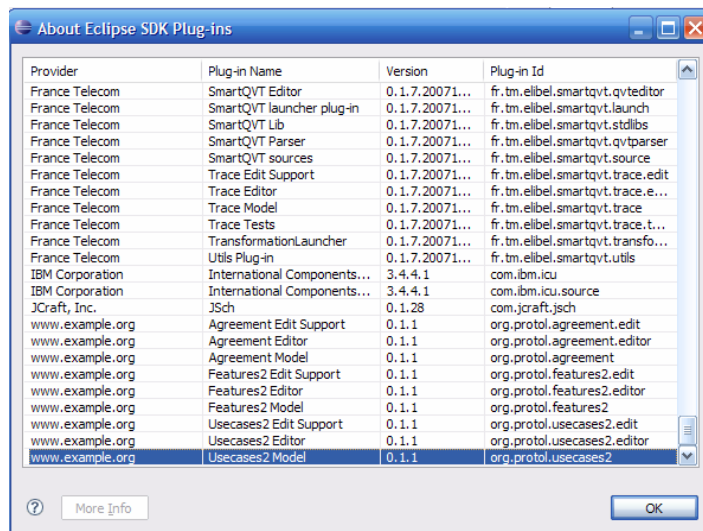 About Eclipse SDK Plug-ins
Provider Plug-in Name Version Plug-in Id
France Telecom SmartQVT Editor 0.1.7.20071... fr.tm.elibel.smartqvt.qvteditor
France Telecom SmartQVT launcher plug-in 0.1.7.20071... fr.tm.elibel.smartqvt.launch
France Telecom SmartQVT Lib 0.1.7.20071... fr.tm.elibel.smartqvt.stdlibs
France Telecom SmartQVT Parser 0.1.7.20071... fr.tm.elibel.smartqvt.qvtparser
France Telecom SmartQVT sources 0.1.7.20071... fr.tm.elibel.smartqvt.source
France Telecom Trace Edit Support 0.1.7.20071... fr.tm.elibel.smartqvt.trace.edit
France Telecom Trace Editor 0.1.7.20071... fr.tm.elibel.smartqvt.trace.e...
France Telecom Trace Model 0.1.7.20071... fr.tm.elibel.smartqvt.trace
France Telecom Trace Tests 0.1.7.20071... fr.tm.elibel.smartqvt.trace.t...
France Telecom TransformationLauncher 0.1.7.20071... fr.tm.elibel.smartqvt.transfo...
France Telecom Utils Plug-in 0.1.7.20071... fr.tm.elibel.smartqvt.utils
IBM Corporation International Components... 3.4.4.1 com.ibm.icu
IBM Corporation International Components... 3.4.4.1 com.ibm.icu.source
JCraft, Inc. JSch 0.1.28 com.jcraft.jsch
www.example.org Agreement Edit Support 0.1.1 org.protol.agreement.edit
www.example.org Agreement Editor 0.1.1 org.protol.agreement.editor
www.example.org Agreement Model 0.1.1 org.protol.agreement
www.example.org Features2 Edit Support 0.1.1 org.protol.features2.edit
www.example.org Features2 Editor 0.1.1 org.protol.features2.editor
www.example.org Features2 Model 0.1.1 org.protol.features2
www.example.org Usecases2 Edit Support 0.1.1 org.protol.usecases2.edit
www.example.org Usecases2 Editor 0.1.1 org.protol.usecases2.editor
www.example.org Usecases2 Model 0.1.1 org.protol.usecases2
? More Info OK